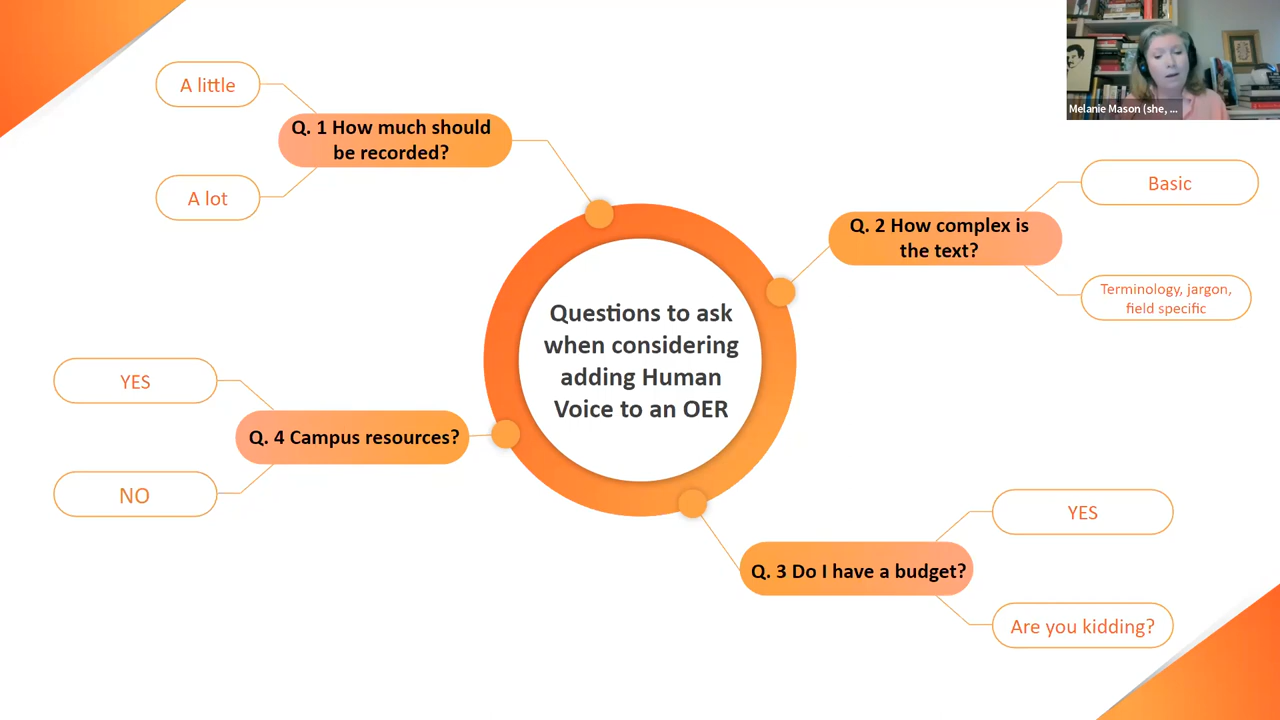 Melanie Mason (she, ...
A little
Q. 1 How much should
be recorded?
A lot
Basic
Q. 2 How complex is
the text?
Terminology, jargon,
field specific
Questions to ask
when considering
adding Human
Voice to an OER
YES
Q. 4 Campus resources?
NO
YES
Q. 3 Do I have a budget?
Are you kidding?